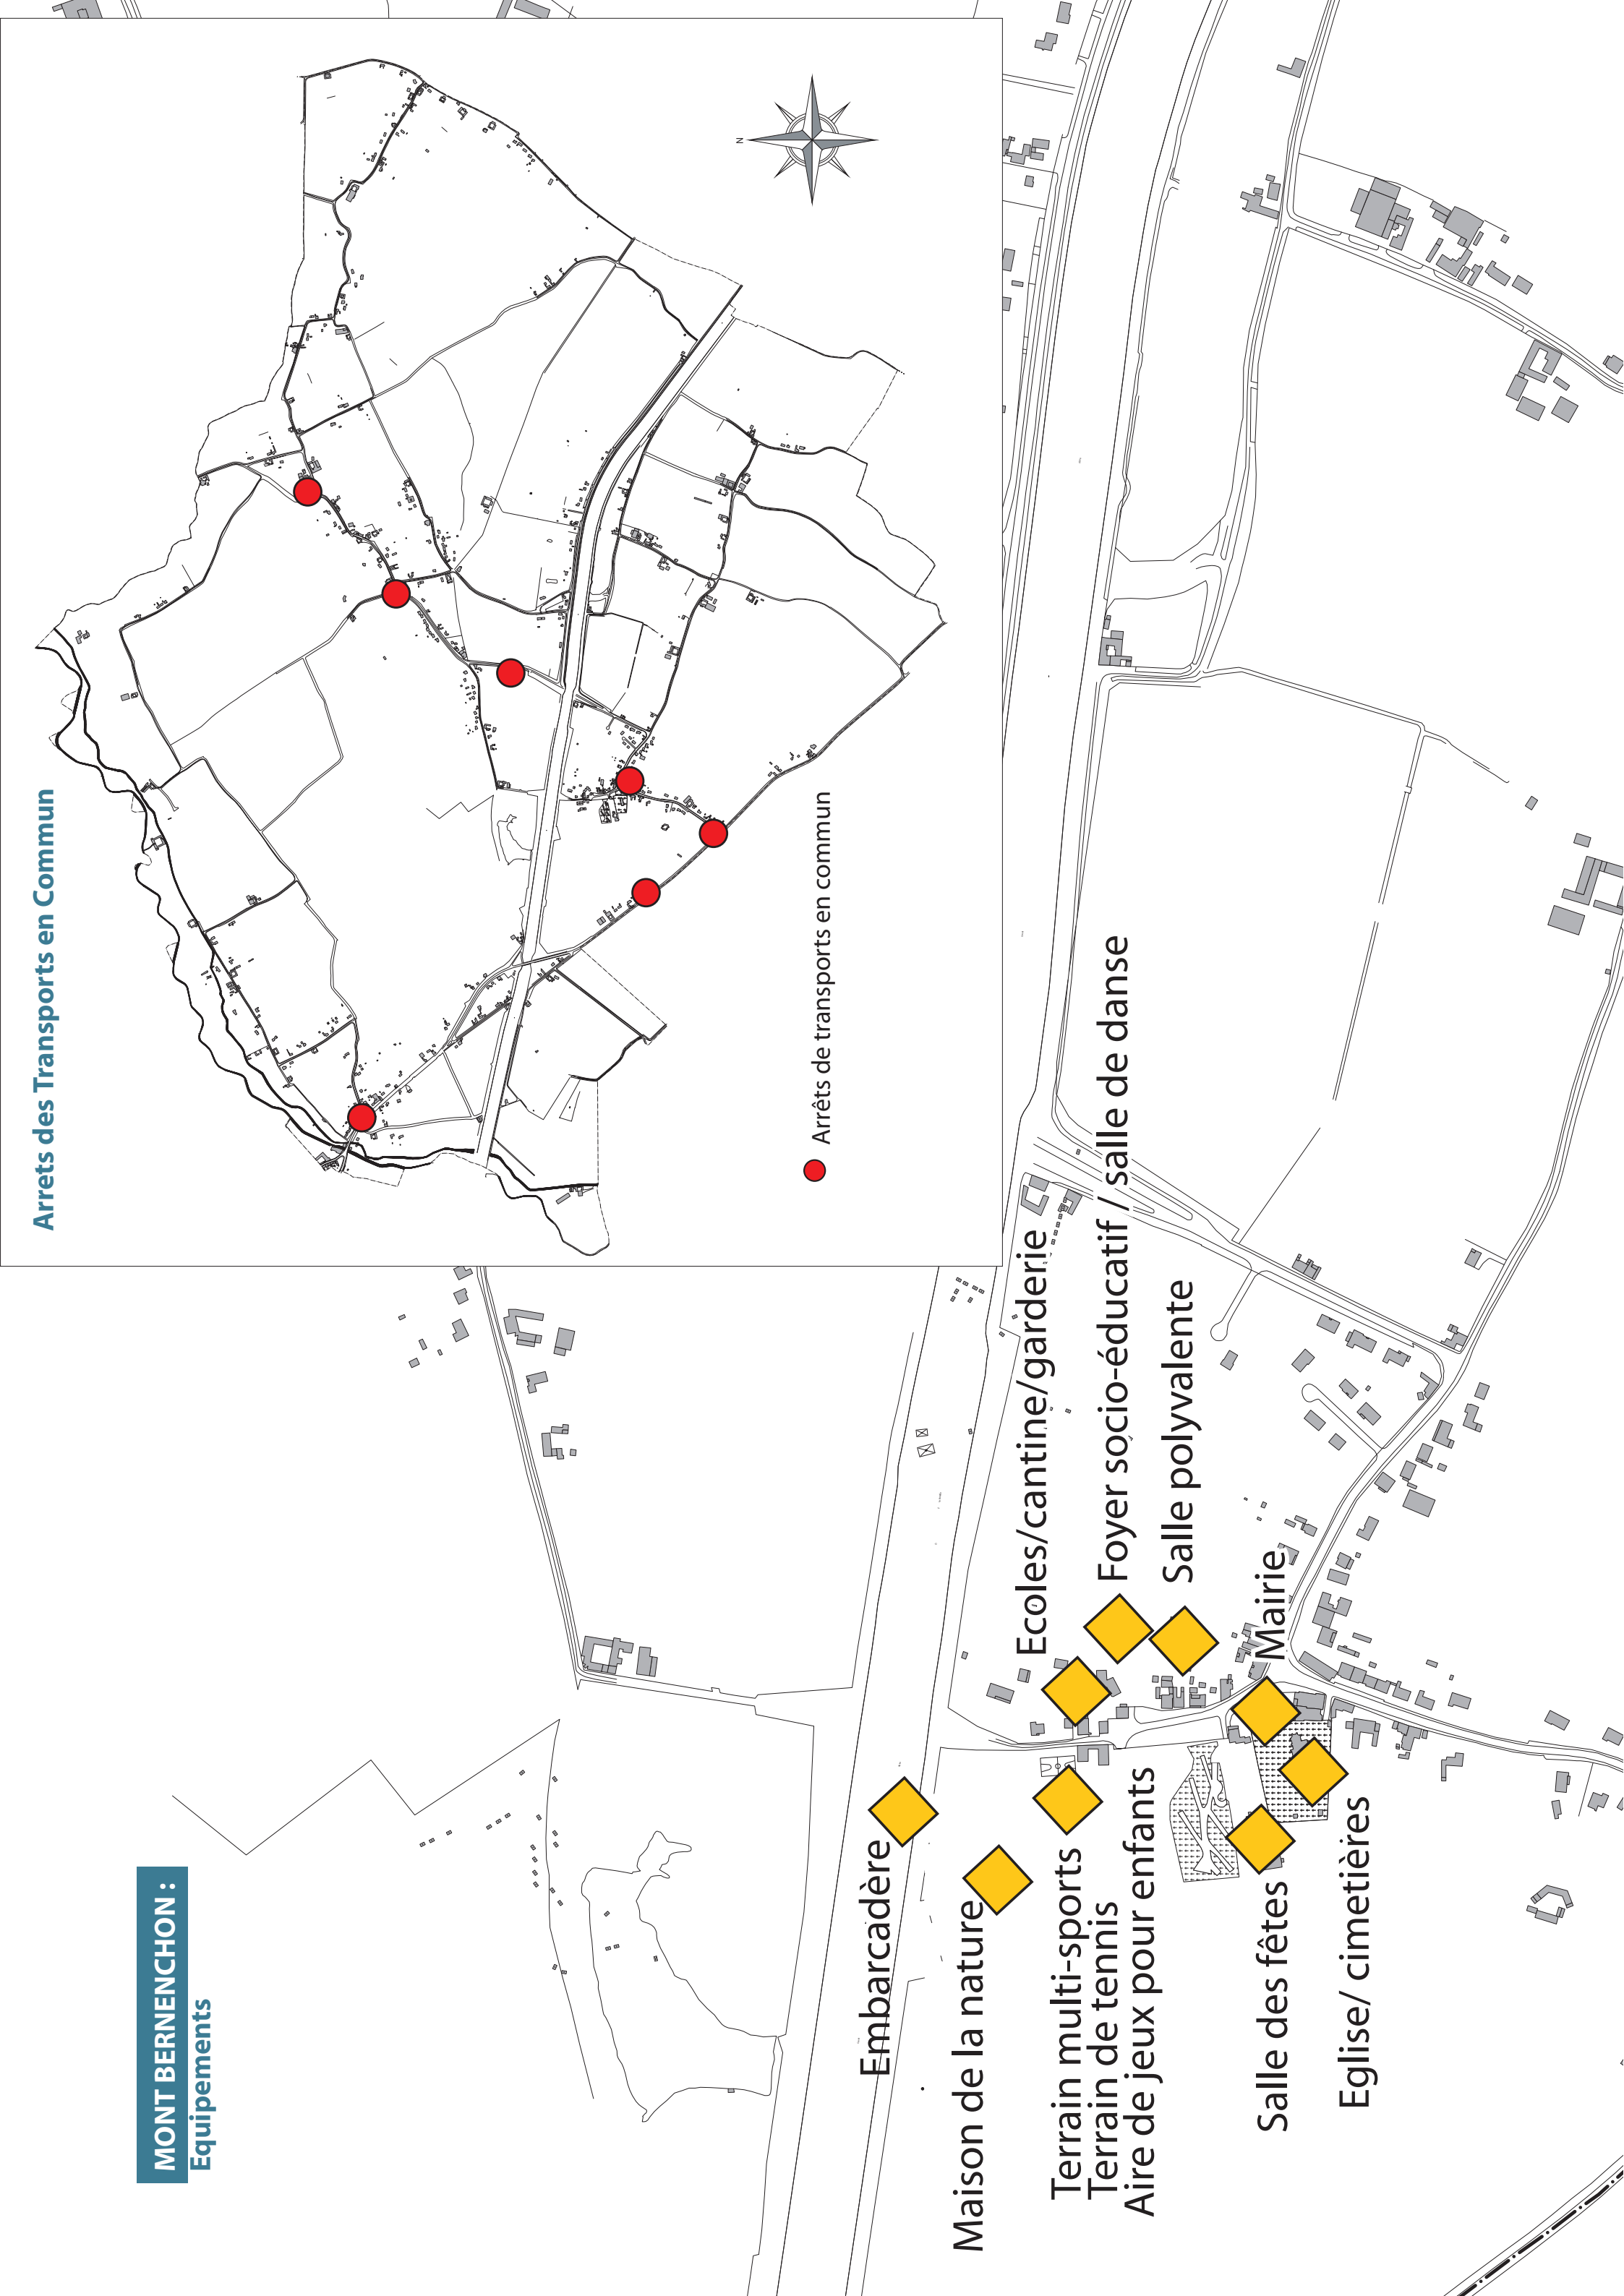 MONT BERNENCHON :
Equipements
Arrets des Transports en Commun
N
Arrêts de transports en commun
Embarcadère
Maison de la nature
Ecoles/cantine/garderie
Foyer socio-éducatif / salle de danse
Salle polyvalente
Terrain multi-sports
Terrain de tennis
Aire de jeux pour enfants
Mairie
Salle des fêtes
Eglise/ cimetières